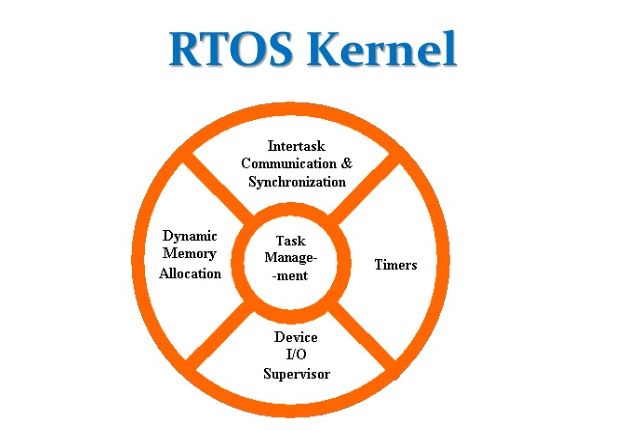 RTOS Kernel
Intertask
Communication &
Synchronization
Dynamic
Memory
Allocation
Task
Manage-
-ment
Timers
Device
I/O
Supervisor